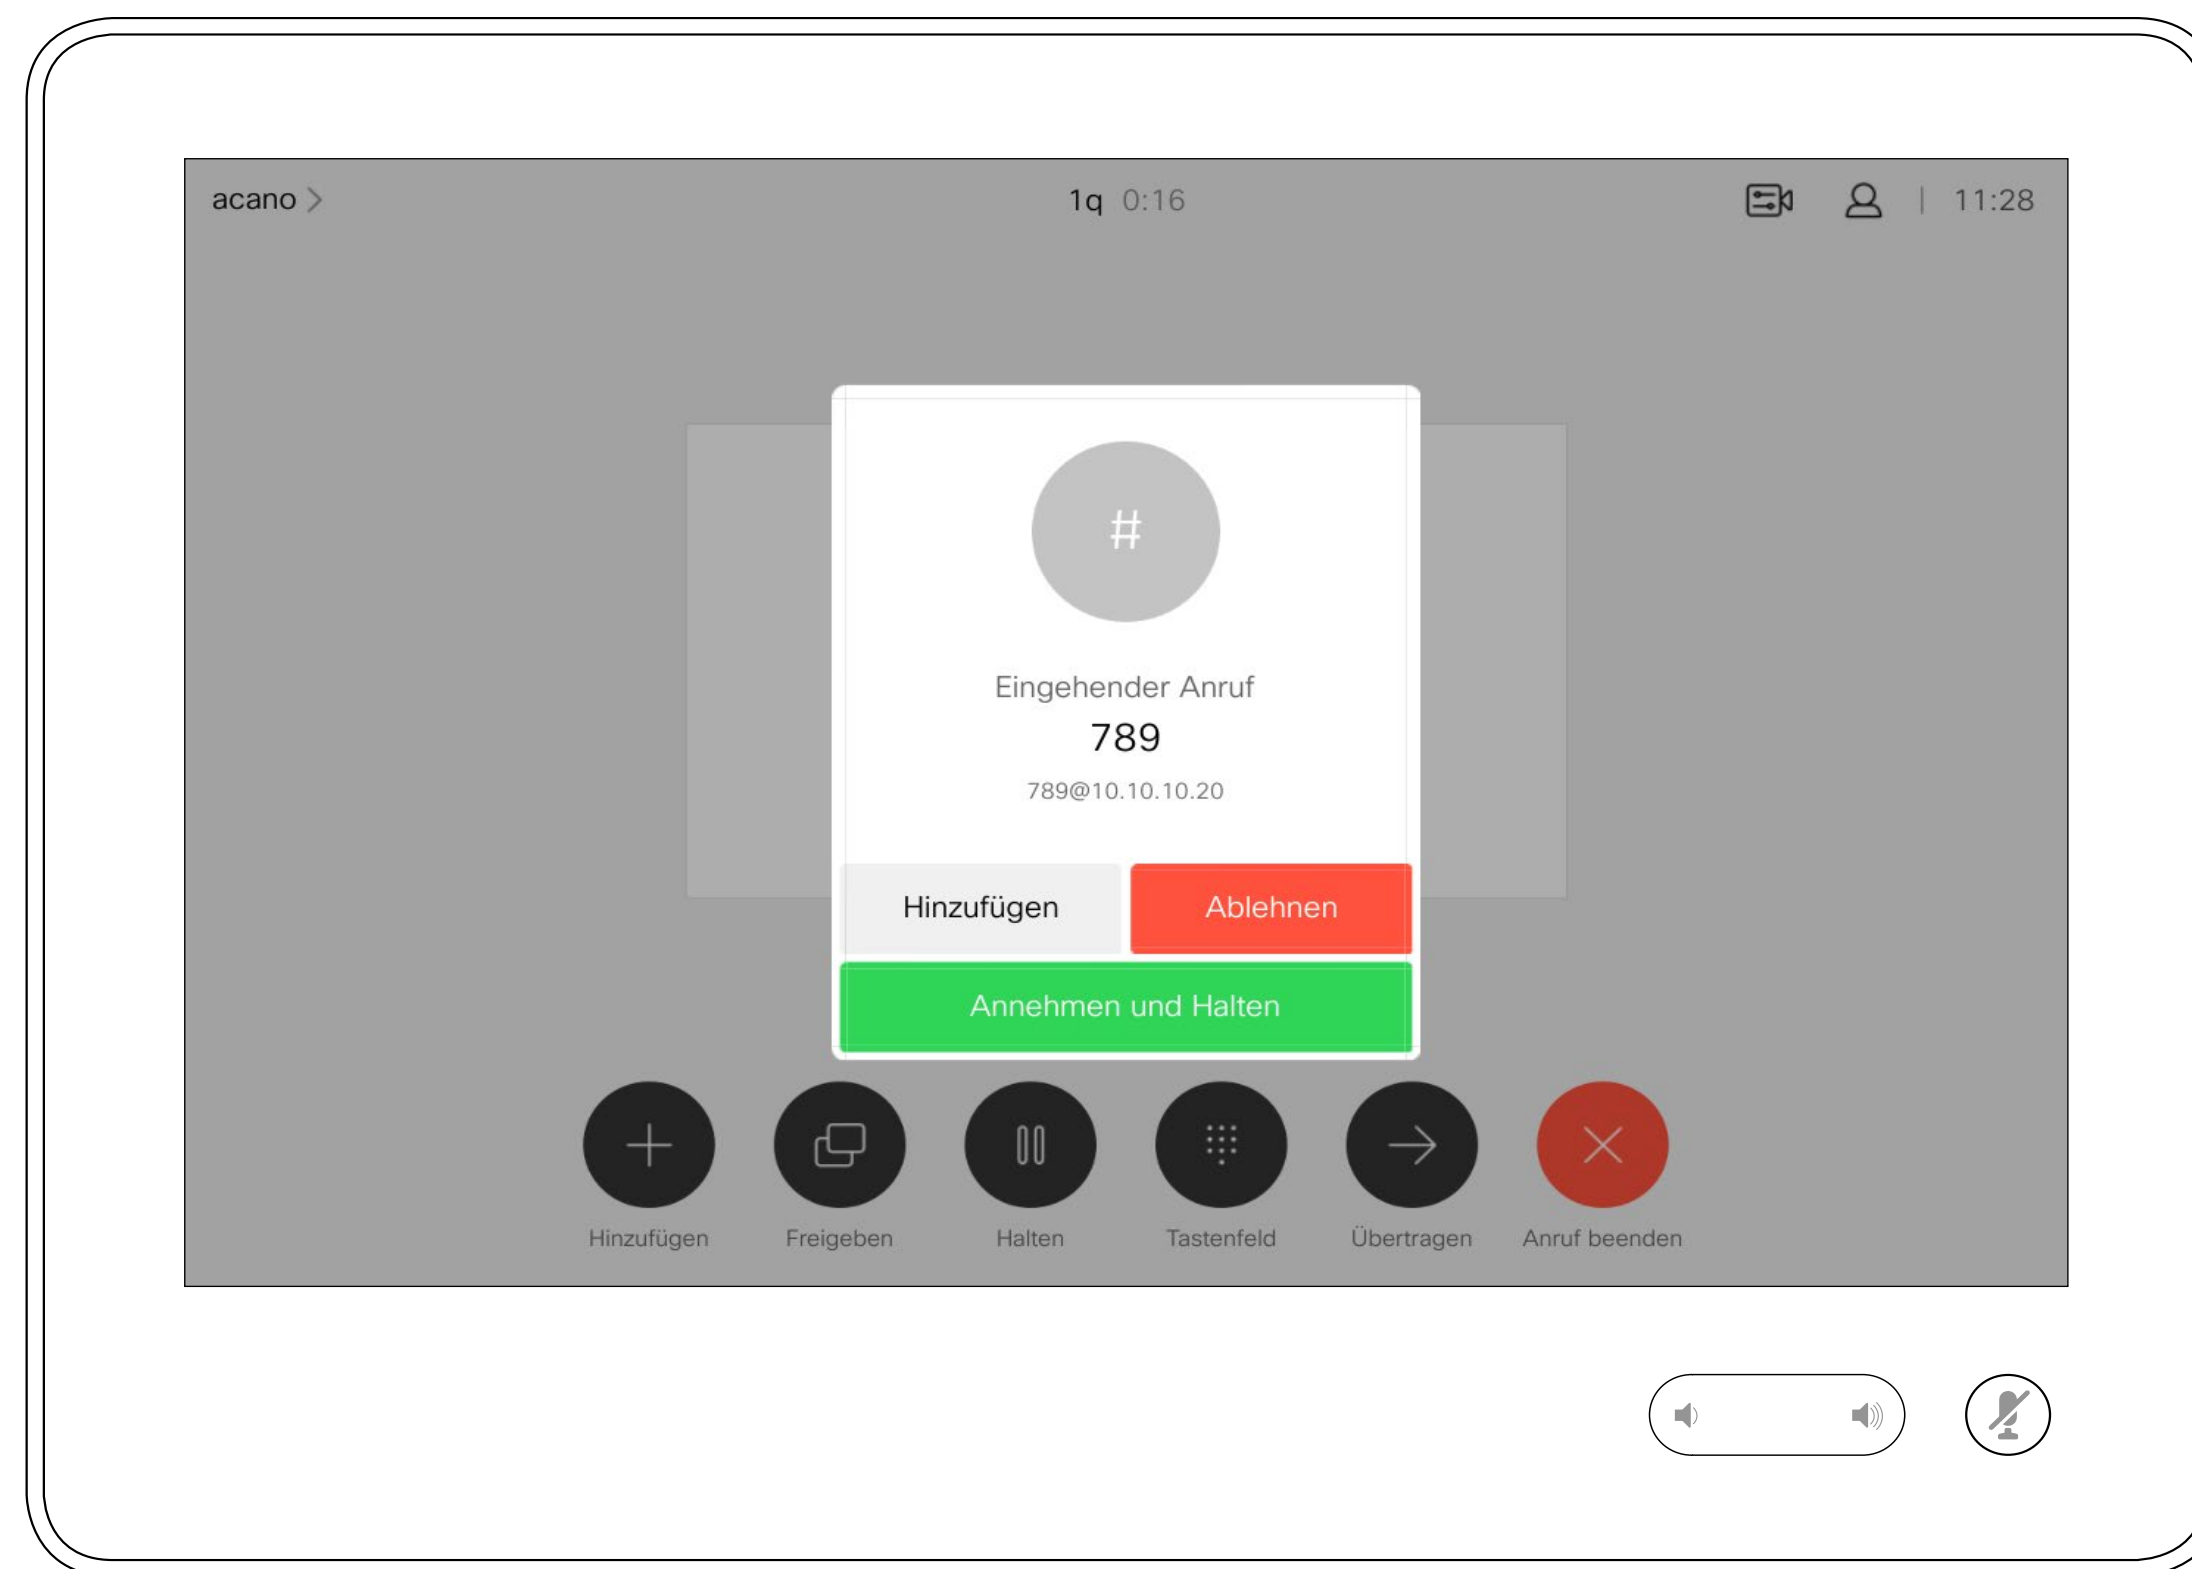 acano
1q 0:16
11:28
#
Eingehender Anruf
789
789@10.10.10.20
Hinzufügen
Ablehnen
Annehmen und Halten
Hinzufügen
Freigeben
Halten
Tastenfeld
Übertragen
Anruf beenden